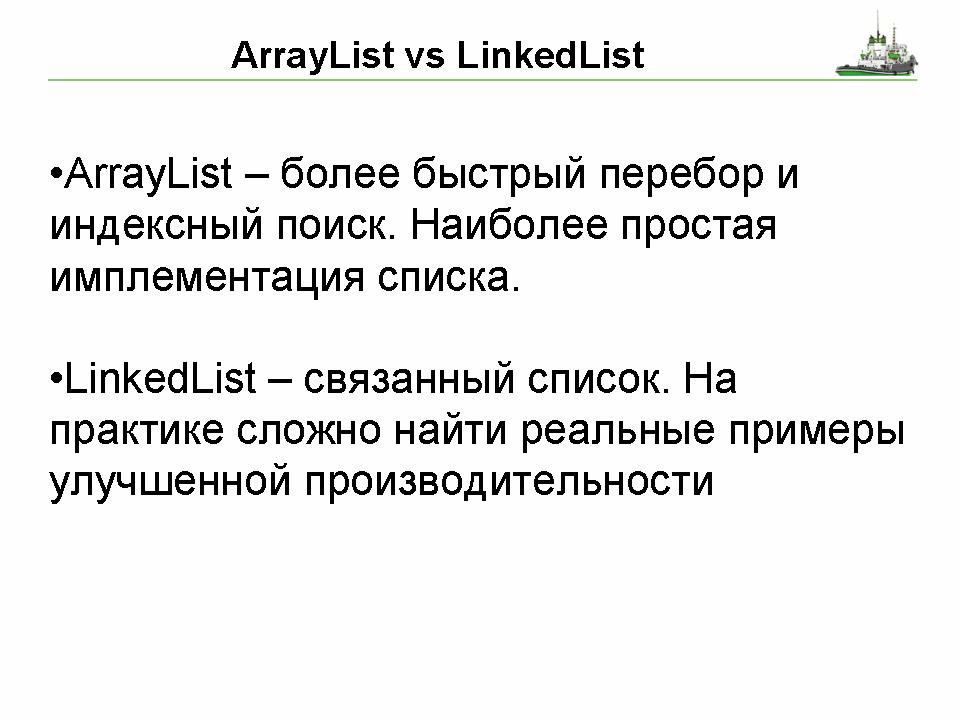 ArrayList vs LinkedList
•ArrayList – более быстрый перебор и
индексный поиск. Наиболее простая
имплементация списка.
•LinkedList – связанный список. На
практике сложно найти реальные примеры
улучшенной производительности